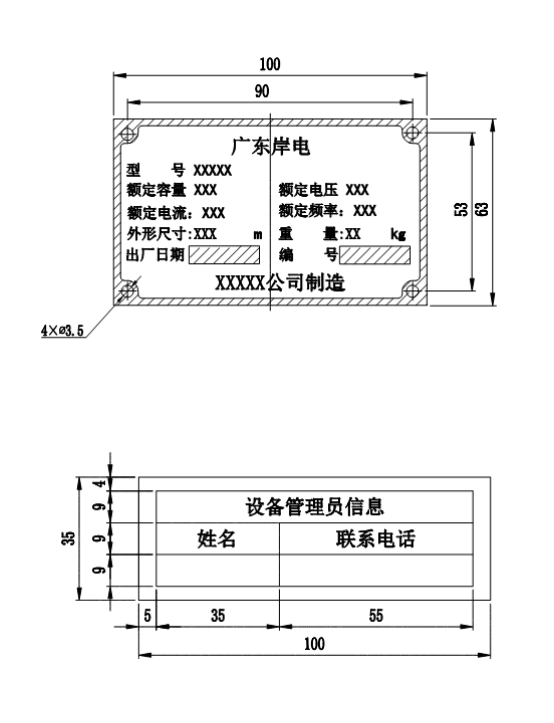 100
90
广东岸电
型 号 XXXXX
额定容量 XXX 额定电压 XXX
额定电流: XXX 额定频率: XXX
外形尺寸:XXX m 重 量:XX kg
出厂日期 编 号
XXXXX公司制造
53
63
4×⌀3.5
4
9
设备管理员信息
35
9
姓名 联系电话
9
5 35 55
100